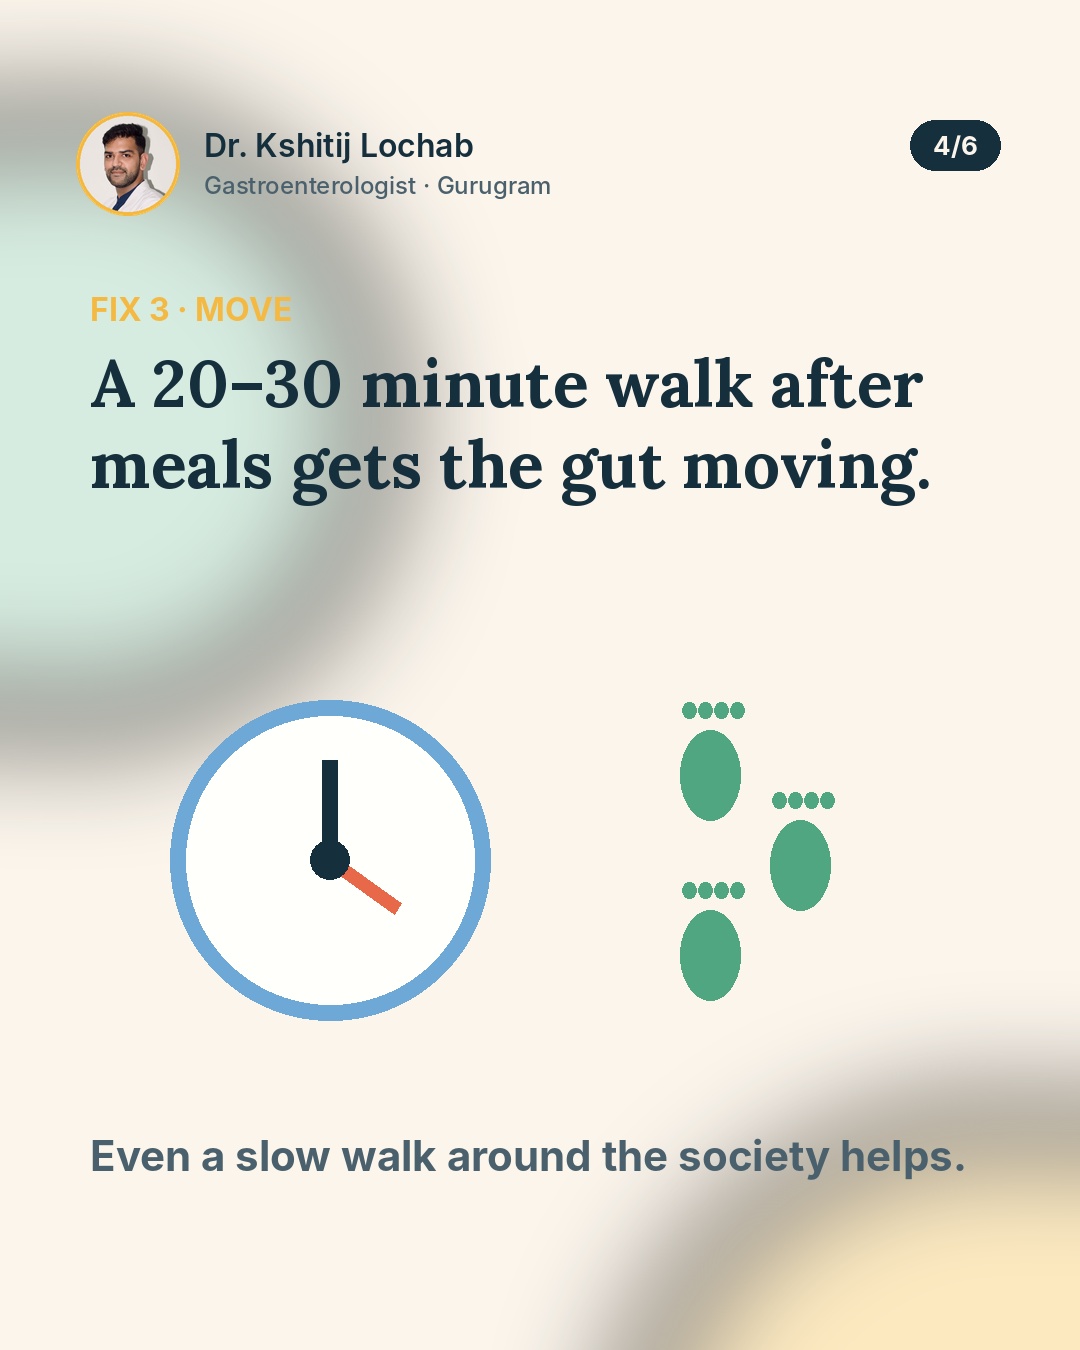 Dr. Kshitij Lochab
Gastroenterologist · Gurugram
4/6
FIX 3 · MOVE
A 20–30 minute walk after
meals gets the gut moving.
Even a slow walk around the society helps.